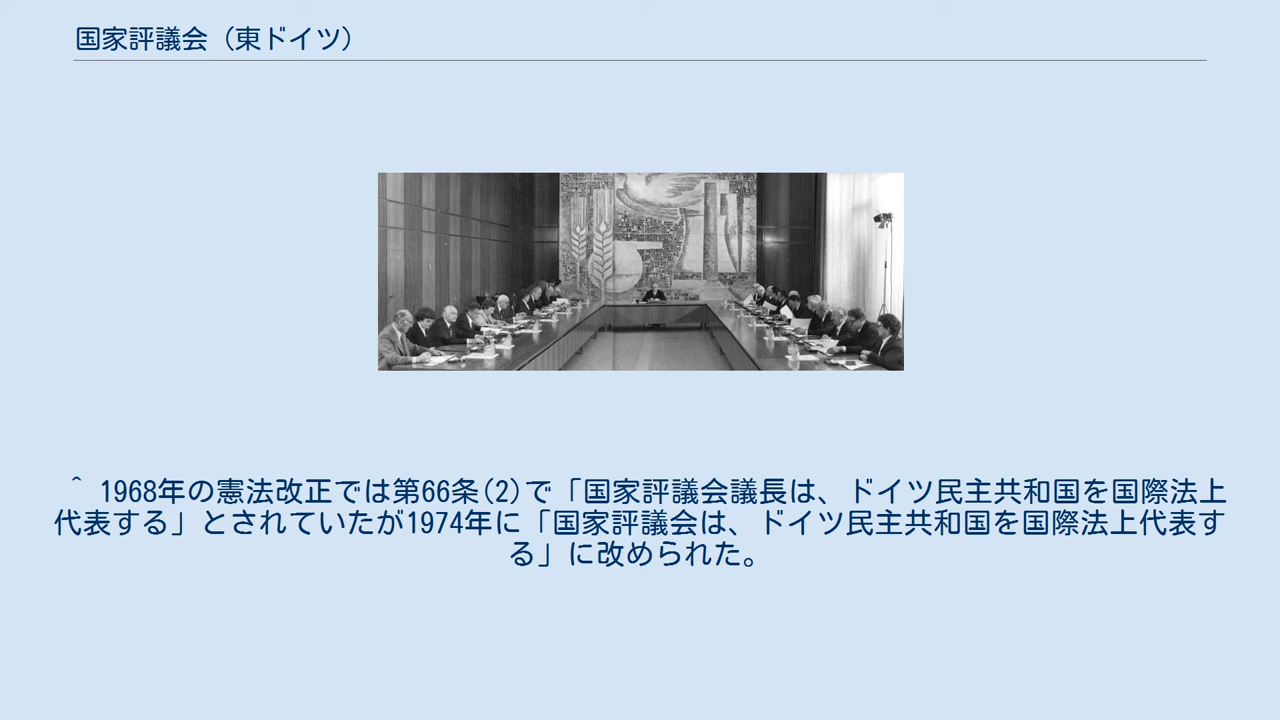 国家評議会（東ドイツ）
^ 1968年の憲法改正では第66条(2)で「国家評議会議長は、ドイツ民主共和国を国際法上
代表する」とされていたが1974年に「国家評議会は、ドイツ民主共和国を国際法上代表す
る」に改められた。